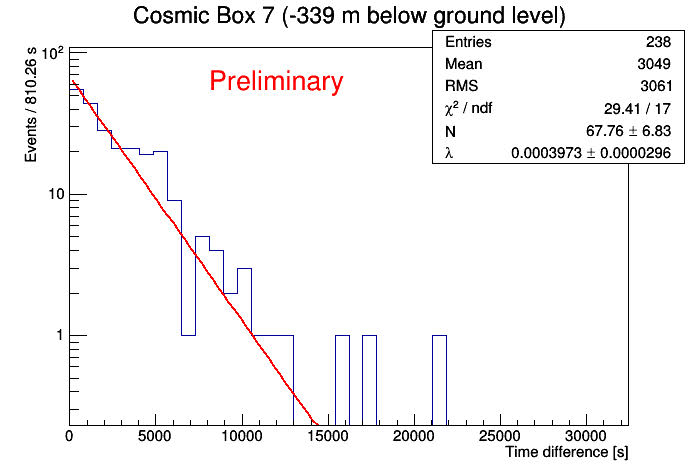 Cosmic Box 7 (-339 m below ground level)
Entries 238
Mean 3049
RMS 3061
χ² / ndf 29.41 / 17
N 67.76 ± 6.83
λ 0.0003973 ± 0.0000296
Preliminary
Events / 810.26 s
10²
10
1
0 5000 10000 15000 20000 25000 30000
Time difference [s]